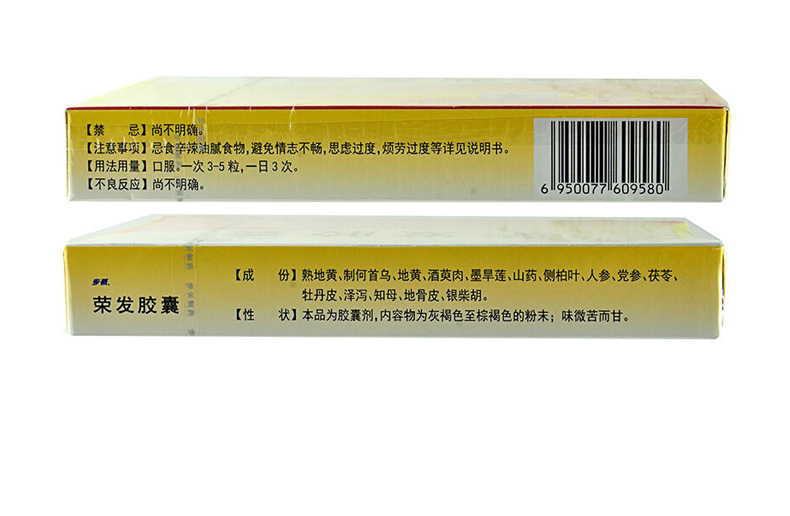 【禁　忌】尚不明确。
【注意事项】忌食辛辣油腻食物,避免情志不畅,思虑过度,烦劳过度等详见说明书。
【用法用量】口服。一次3-5粒,一日3次。
【不良反应】尚不明确。
6 950077 609580
荣发胶囊
【成　份】熟地黄、制何首乌、地黄、酒萸肉、墨旱莲、山药、侧柏叶、人参、党参、茯苓、
牡丹皮、泽泻、知母、地骨皮、银柴胡。
【性　状】本品为胶囊剂,内容物为灰褐色至棕褐色的粉末；味微苦而甘。